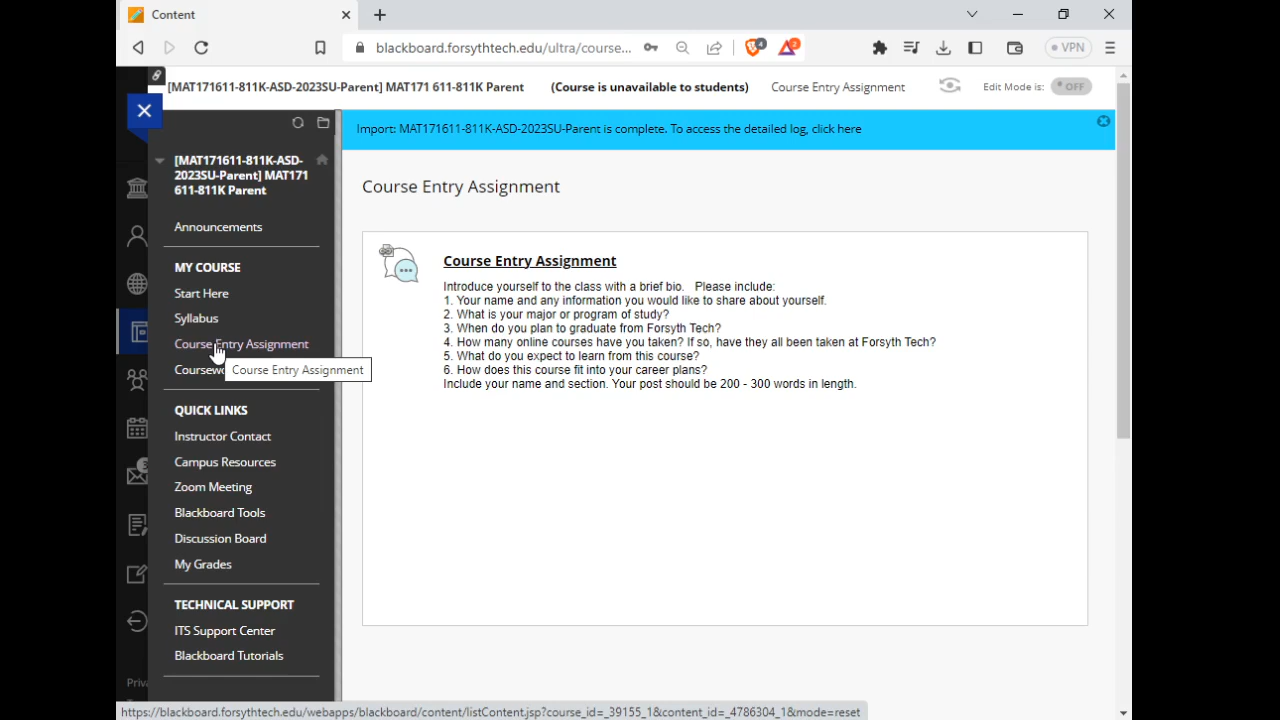 Content
blackboard.forsythtech.edu/ultra/course...
4
2
VPN
[MAT171611-811K-ASD-2023SU-Parent] MAT171 611-811K Parent
(Course is unavailable to students)
Course Entry Assignment
Edit Mode is:
OFF
Import: MAT171611-811K-ASD-2023SU-Parent is complete. To access the detailed log, click here
[MAT171611-811K-ASD-
2023SU-Parent] MAT171
611-811K Parent
Announcements
MY COURSE
Start Here
Syllabus
Course Entry Assignment
Coursewo
Course Entry Assignment
QUICK LINKS
Instructor Contact
Campus Resources
Zoom Meeting
Blackboard Tools
Discussion Board
My Grades
TECHNICAL SUPPORT
ITS Support Center
Blackboard Tutorials
Priva
Course Entry Assignment
Course Entry Assignment
Introduce yourself to the class with a brief bio. Please include:
1. Your name and any information you would like to share about yourself.
2. What is your major or program of study?
3. When do you plan to graduate from Forsyth Tech?
4. How many online courses have you taken? If so, have they all been taken at Forsyth Tech?
5. What do you expect to learn from this course?
6. How does this course fit into your career plans?
Include your name and section. Your post should be 200 - 300 words in length.
https://blackboard.forsythtech.edu/webapps/blackboard/content/listContent.jsp?course_id=_39155_1&content_id=_4786304_1&mode=reset